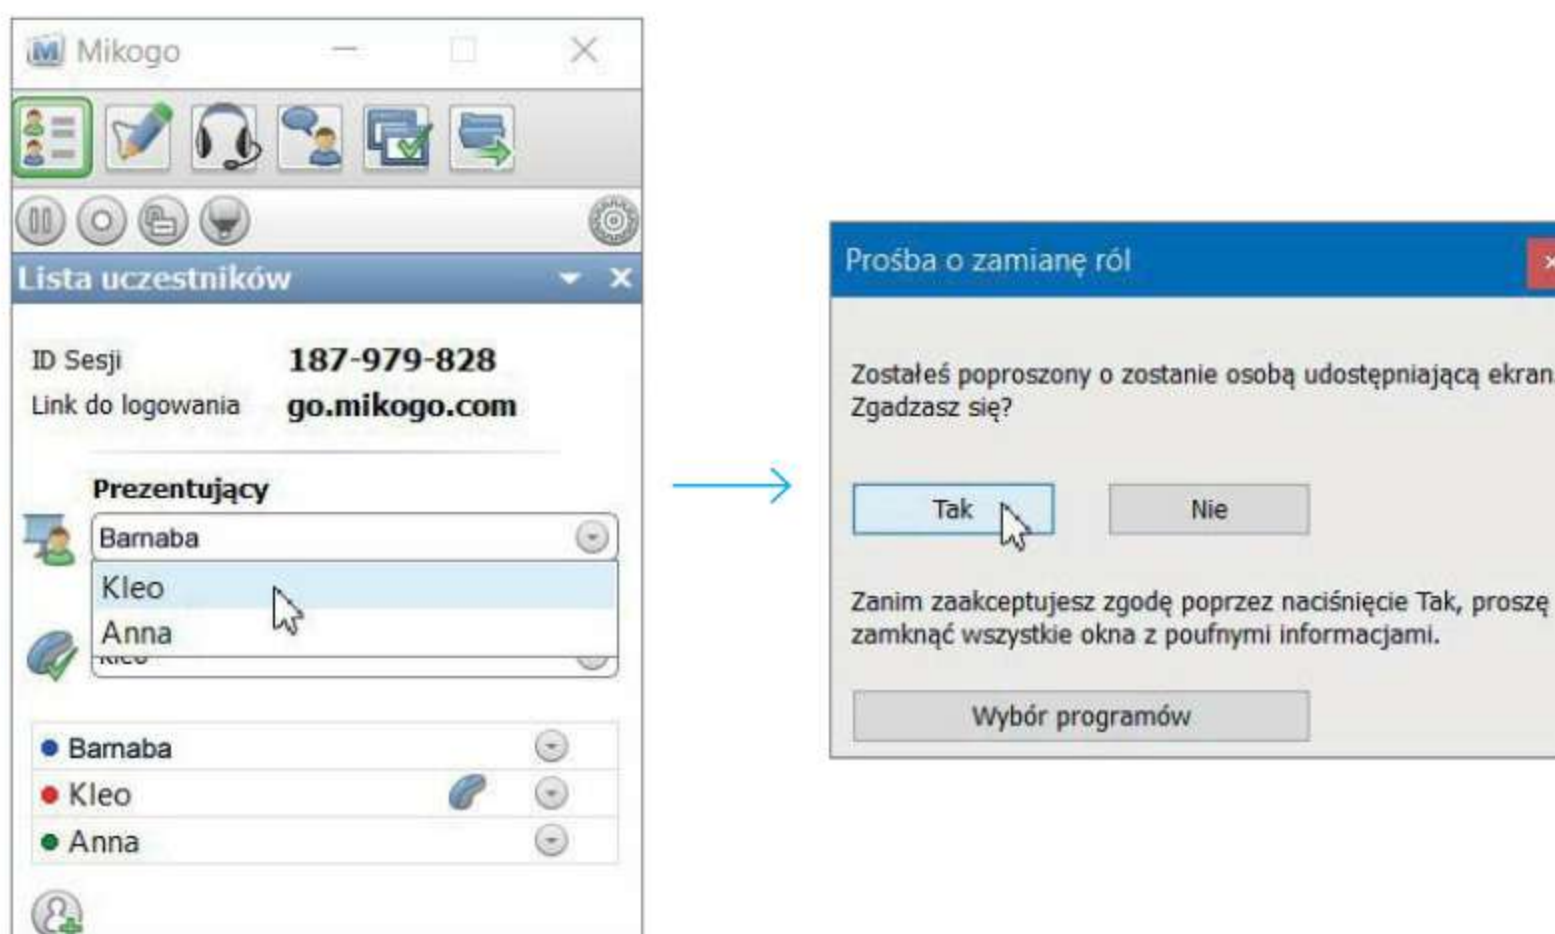 Mikogo
Lista uczestników
ID Sesji 187-979-828
Link do logowania go.mikogo.com
Prezentujący
Barnaba
Kleo
Anna
Kleo
Barnaba
Kleo
Anna
Prośba o zamianę ról
Zostałeś poproszony o zostanie osobą udostępniającą ekran.
Zgadzasz się?
Tak Nie
Zanim zaakceptujesz zgodę poprzez naciśnięcie Tak, proszę
zamknąć wszystkie okna z poufnymi informacjami.
Wybór programów